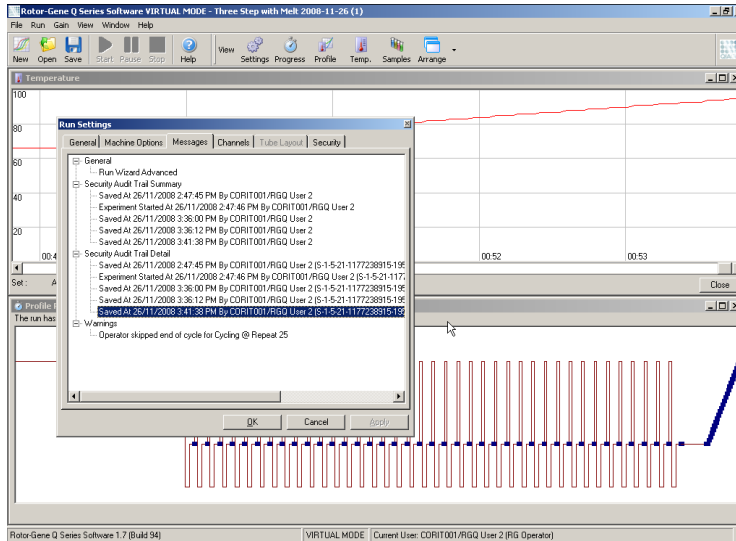 Rotor-Gene Q Series Software VIRTUAL MODE - Three Step with Melt 2008-11-26 (1)
File Run Gain View Window Help
New Open Save Start Pause Stop Help View Settings Progress Profile Temp. Samples Arrange
Temperature
100
80
60
40
20
00:4
00:52
00:53
Set :
Close
Profile
The run has
Run Settings
General Machine Options Messages Channels Tube Layout Security
General
Run Wizard Advanced
Security Audit Trail Summary
Saved At 26/11/2008 2:47:45 PM By CORIT001/RGQ User 2
Experiment Started At 26/11/2008 2:47:46 PM By CORIT001/RGQ User 2
Saved At 26/11/2008 3:36:00 PM By CORIT001/RGQ User 2
Saved At 26/11/2008 3:36:12 PM By CORIT001/RGQ User 2
Saved At 26/11/2008 3:41:38 PM By CORIT001/RGQ User 2
Security Audit Trail Detail
Saved At 26/11/2008 2:47:45 PM By CORIT001/RGQ User 2 (S-1-5-21-1177238915-195
Experiment Started At 26/11/2008 2:47:46 PM By CORIT001/RGQ User 2 (S-1-5-21-117
Saved At 26/11/2008 3:36:00 PM By CORIT001/RGQ User 2 (S-1-5-21-1177238915-195
Saved At 26/11/2008 3:36:12 PM By CORIT001/RGQ User 2 (S-1-5-21-1177238915-195
Saved At 26/11/2008 3:41:38 PM By CORIT001/RGQ User 2 (S-1-5-21-1177238915-195
Warnings
Operator skipped end of cycle for Cycling @ Repeat 25
OK Cancel Apply
Rotor-Gene Q Series Software 1.7 (Build 94) VIRTUAL MODE Current User: CORIT001/RGQ User 2 (RG Operator)